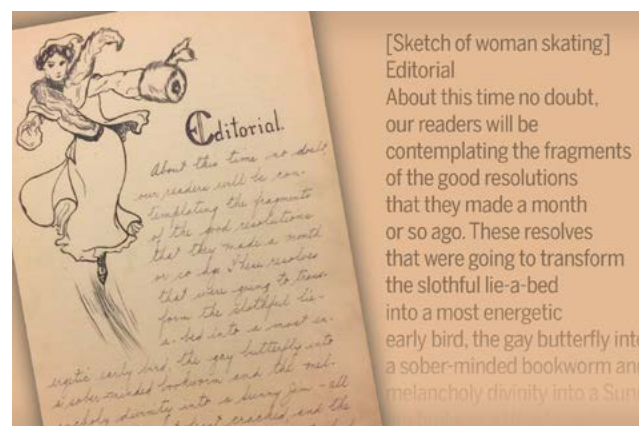 Editorial.
About this time no doubt
our readers will be con-
templating the fragments
of the good resolutions
that they made a month
or so ago. These resolves
that were going to trans-
form the slothful lie-
a-bed into a most en-
ergetic early bird, the gay butterfly into
a sober-minded bookworm and the mel-
ancholy divinity into a Sunny Jim - all
cracked, and the
[Sketch of woman skating]
Editorial
About this time no doubt,
our readers will be
contemplating the fragments
of the good resolutions
that they made a month
or so ago. These resolves
that were going to transform
the slothful lie-a-bed
into a most energetic
early bird, the gay butterfly into
a sober-minded bookworm and
melancholy divinity into a Sun